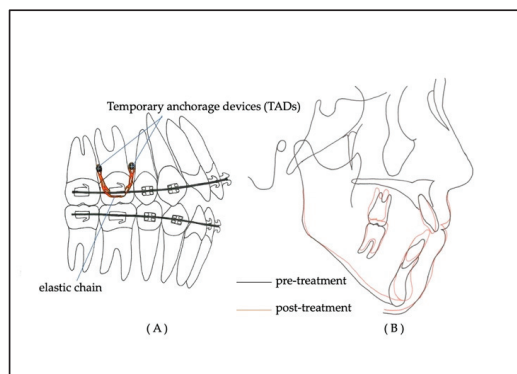 Temporary anchorage devices (TADs)
elastic chain
pre-treatment
post-treatment
( A )
( B )